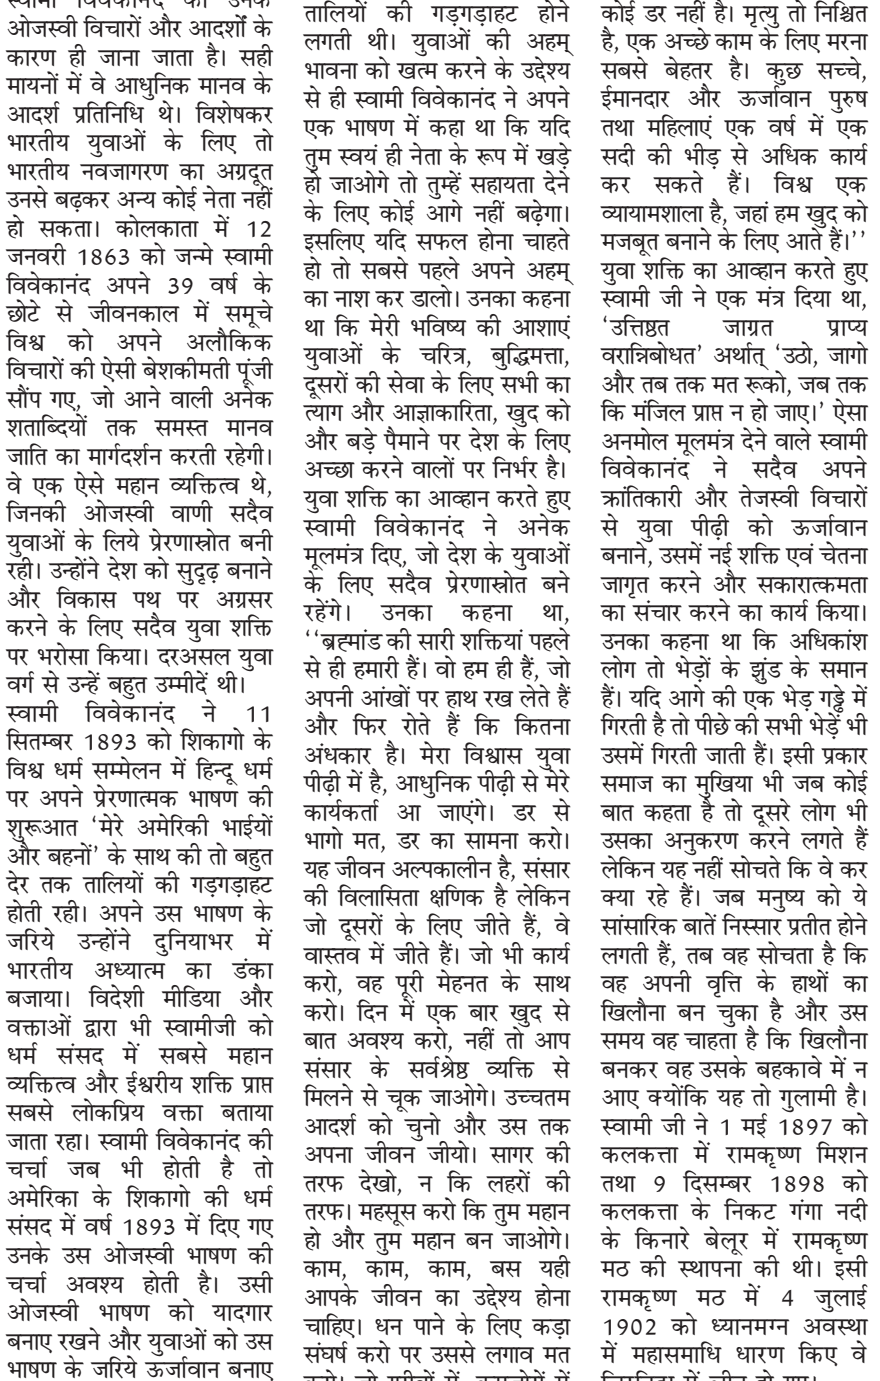 स्वामी विवेकानंद को उनके
ओजस्वी विचारों और आदर्शों के
कारण ही जाना जाता है। सही
मायनों में वे आधुनिक मानव के
आदर्श प्रतिनिधि थे। विशेषकर
भारतीय युवाओं के लिए तो
भारतीय नवजागरण का अग्रदूत
उनसे बढ़कर अन्य कोई नेता नहीं
हो सकता। कोलकाता में 12
जनवरी 1863 को जन्मे स्वामी
विवेकानंद अपने 39 वर्ष के
छोटे से जीवनकाल में समूचे
विश्व को अपने अलौकिक
विचारों की ऐसी बेशकीमती पूंजी
सौंप गए, जो आने वाली अनेक
शताब्दियों तक समस्त मानव
जाति का मार्गदर्शन करती रहेगी।
वे एक ऐसे महान व्यक्तित्व थे,
जिनकी ओजस्वी वाणी सदैव
युवाओं के लिये प्रेरणास्रोत बनी
रही। उन्होंने देश को सुदृढ़ बनाने
और विकास पथ पर अग्रसर
करने के लिए सदैव युवा शक्ति
पर भरोसा किया। दरअसल युवा
वर्ग से उन्हें बहुत उम्मीदें थी।
स्वामी विवेकानंद ने 11
सितम्बर 1893 को शिकागो के
विश्व धर्म सम्मेलन में हिन्दू धर्म
पर अपने प्रेरणात्मक भाषण की
शुरूआत ‘मेरे अमेरिकी भाईयों
और बहनों’ के साथ की तो बहुत
देर तक तालियों की गड़गड़ाहट
होती रही। अपने उस भाषण के
जरिये उन्होंने दुनियाभर में
भारतीय अध्यात्म का डंका
बजाया। विदेशी मीडिया और
वक्ताओं द्वारा भी स्वामीजी को
धर्म संसद में सबसे महान
व्यक्तित्व और ईश्वरीय शक्ति प्राप्त
सबसे लोकप्रिय वक्ता बताया
जाता रहा। स्वामी विवेकानंद की
चर्चा जब भी होती है तो
अमेरिका के शिकागो की धर्म
संसद में वर्ष 1893 में दिए गए
उनके उस ओजस्वी भाषण की
चर्चा अवश्य होती है। उसी
ओजस्वी भाषण को यादगार
बनाए रखने और युवाओं को उस
भाषण के जरिये ऊर्जावान बनाए
तालियों की गड़गड़ाहट होने
लगती थी। युवाओं की अहम्
भावना को खत्म करने के उद्देश्य
से ही स्वामी विवेकानंद ने अपने
एक भाषण में कहा था कि यदि
तुम स्वयं ही नेता के रूप में खड़े
हो जाओगे तो तुम्हें सहायता देने
के लिए कोई आगे नहीं बढ़ेगा।
इसलिए यदि सफल होना चाहते
हो तो सबसे पहले अपने अहम्
का नाश कर डालो। उनका कहना
था कि मेरी भविष्य की आशाएं
युवाओं के चरित्र, बुद्धिमत्ता,
दूसरों की सेवा के लिए सभी का
त्याग और आज्ञाकारिता, खुद को
और बड़े पैमाने पर देश के लिए
अच्छा करने वालों पर निर्भर है।
युवा शक्ति का आव्हान करते हुए
स्वामी विवेकानंद ने अनेक
मूलमंत्र दिए, जो देश के युवाओं
के लिए सदैव प्रेरणास्रोत बने
रहेंगे। उनका कहना था,
‘‘ब्रह्मांड की सारी शक्तियां पहले
से ही हमारी हैं। वो हम ही हैं, जो
अपनी आंखों पर हाथ रख लेते हैं
और फिर रोते हैं कि कितना
अंधकार है। मेरा विश्वास युवा
पीढ़ी में है, आधुनिक पीढ़ी से मेरे
कार्यकर्ता आ जाएंगे। डर से
भागो मत, डर का सामना करो।
यह जीवन अल्पकालीन है, संसार
की विलासिता क्षणिक है लेकिन
जो दूसरों के लिए जीते हैं, वे
वास्तव में जीते हैं। जो भी कार्य
करो, वह पूरी मेहनत के साथ
करो। दिन में एक बार खुद से
बात अवश्य करो, नहीं तो आप
संसार के सर्वश्रेष्ठ व्यक्ति से
मिलने से चूक जाओगे। उच्चतम
आदर्श को चुनो और उस तक
अपना जीवन जीयो। सागर की
तरफ देखो, न कि लहरों की
तरफ। महसूस करो कि तुम महान
हो और तुम महान बन जाओगे।
काम, काम, काम, बस यही
आपके जीवन का उद्देश्य होना
चाहिए। धन पाने के लिए कड़ा
संघर्ष करो पर उससे लगाव मत
कोई डर नहीं है। मृत्यु तो निश्चित
है, एक अच्छे काम के लिए मरना
सबसे बेहतर है। कुछ सच्चे,
ईमानदार और ऊर्जावान पुरुष
तथा महिलाएं एक वर्ष में एक
सदी की भीड़ से अधिक कार्य
कर सकते हैं। विश्व एक
व्यायामशाला है, जहां हम खुद को
मजबूत बनाने के लिए आते हैं।’’
युवा शक्ति का आव्हान करते हुए
स्वामी जी ने एक मंत्र दिया था,
‘उत्तिष्ठत जाग्रत प्राप्य
वरान्निबोधत’ अर्थात् ‘उठो, जागो
और तब तक मत रूको, जब तक
कि मंजिल प्राप्त न हो जाए।’ ऐसा
अनमोल मूलमंत्र देने वाले स्वामी
विवेकानंद ने सदैव अपने
क्रांतिकारी और तेजस्वी विचारों
से युवा पीढ़ी को ऊर्जावान
बनाने, उसमें नई शक्ति एवं चेतना
जागृत करने और सकारात्कमता
का संचार करने का कार्य किया।
उनका कहना था कि अधिकांश
लोग तो भेड़ों के झुंड के समान
हैं। यदि आगे की एक भेड़ गड्ढे में
गिरती है तो पीछे की सभी भेड़ें भी
उसमें गिरती जाती हैं। इसी प्रकार
समाज का मुखिया भी जब कोई
बात कहता है तो दूसरे लोग भी
उसका अनुकरण करने लगते हैं
लेकिन यह नहीं सोचते कि वे कर
क्या रहे हैं। जब मनुष्य को ये
सांसारिक बातें निस्सार प्रतीत होने
लगती हैं, तब वह सोचता है कि
वह अपनी वृत्ति के हाथों का
खिलौना बन चुका है और उस
समय वह चाहता है कि खिलौना
बनकर वह उसके बहकावे में न
आए क्योंकि यह तो गुलामी है।
स्वामी जी ने 1 मई 1897 को
कलकत्ता में रामकृष्ण मिशन
तथा 9 दिसम्बर 1898 को
कलकत्ता के निकट गंगा नदी
के किनारे बेलूर में रामकृष्ण
मठ की स्थापना की थी। इसी
रामकृष्ण मठ में 4 जुलाई
1902 को ध्यानमग्न अवस्था
में महासमाधि धारण किए वे